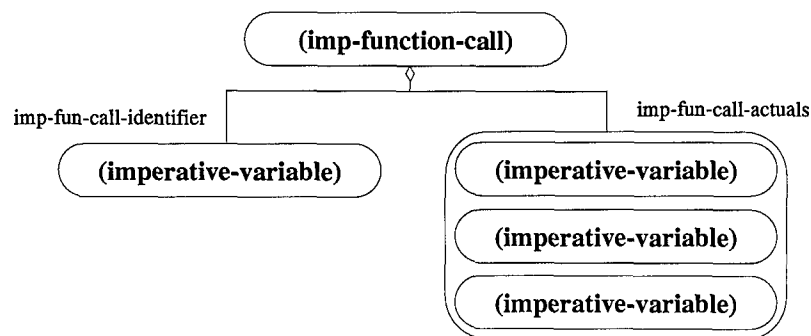 (imp-function-call)
imp-fun-call-identifier
imp-fun-call-actuals
(imperative-variable)
(imperative-variable)
(imperative-variable)
(imperative-variable)